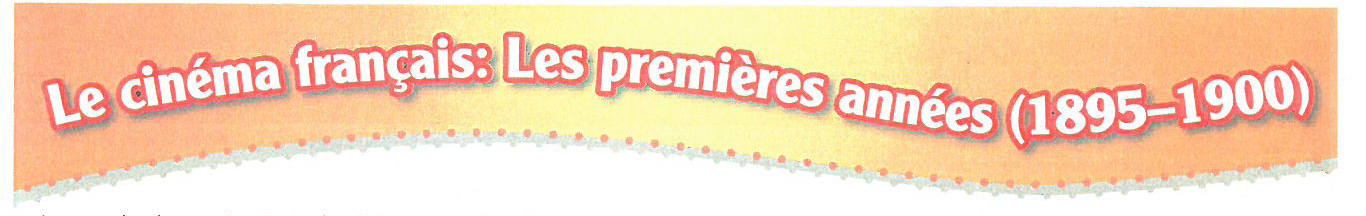 Le cinéma français: Les premières années (1895–1900)